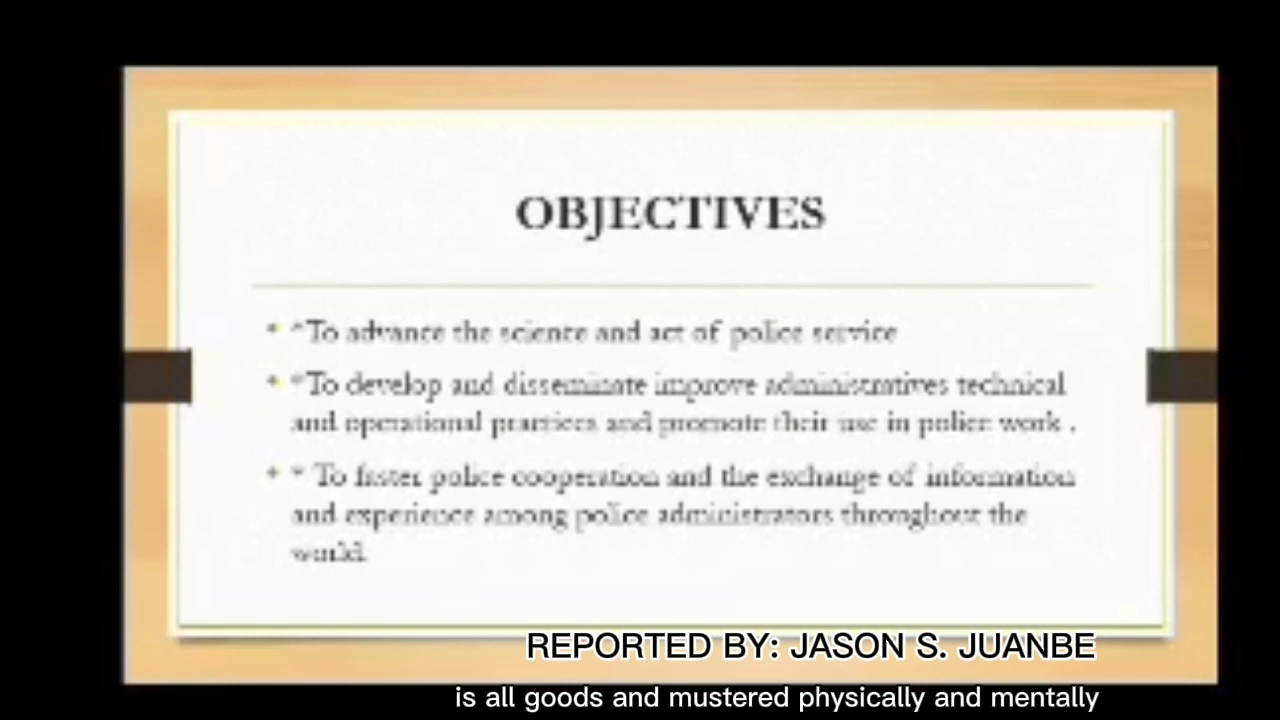 OBJECTIVES
• *To advance the science and act of police service
• *To develop and disseminate improve administratives technical
and operational practices and promote their use in police work .
• * To faster police cooperation and the exchange of information
and experience among police administrators throughout the
world.
REPORTED BY: JASON S. JUANBE
is all goods and mustered physically and mentally